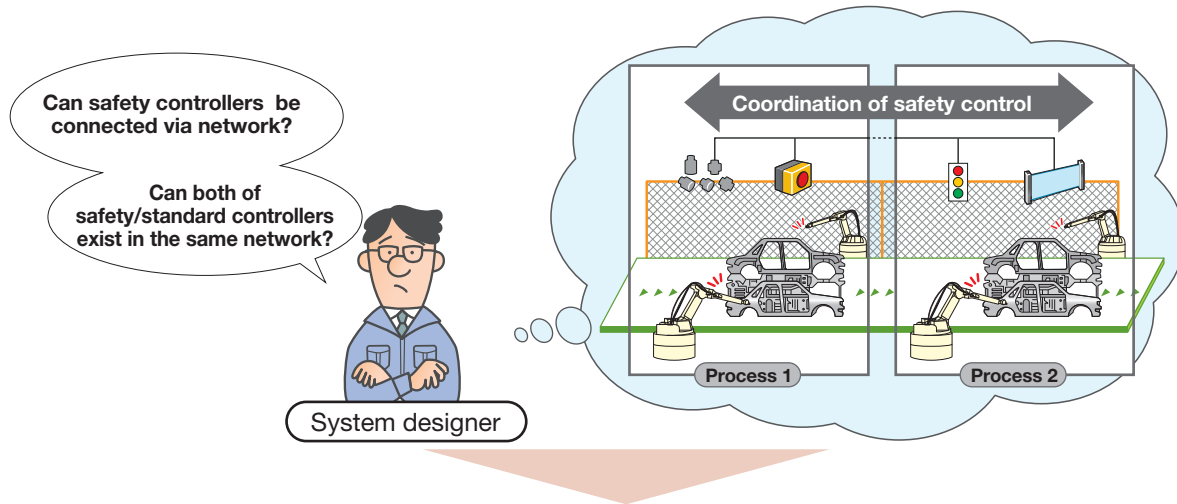 Can safety controllers be
connected via network?
Can both of
safety/standard controllers
exist in the same network?
System designer
Coordination of safety control
Process 1
Process 2